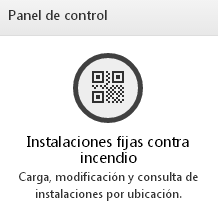 Panel de control
Instalaciones fijas contra
incendio
Carga, modificación y consulta de
instalaciones por ubicación.